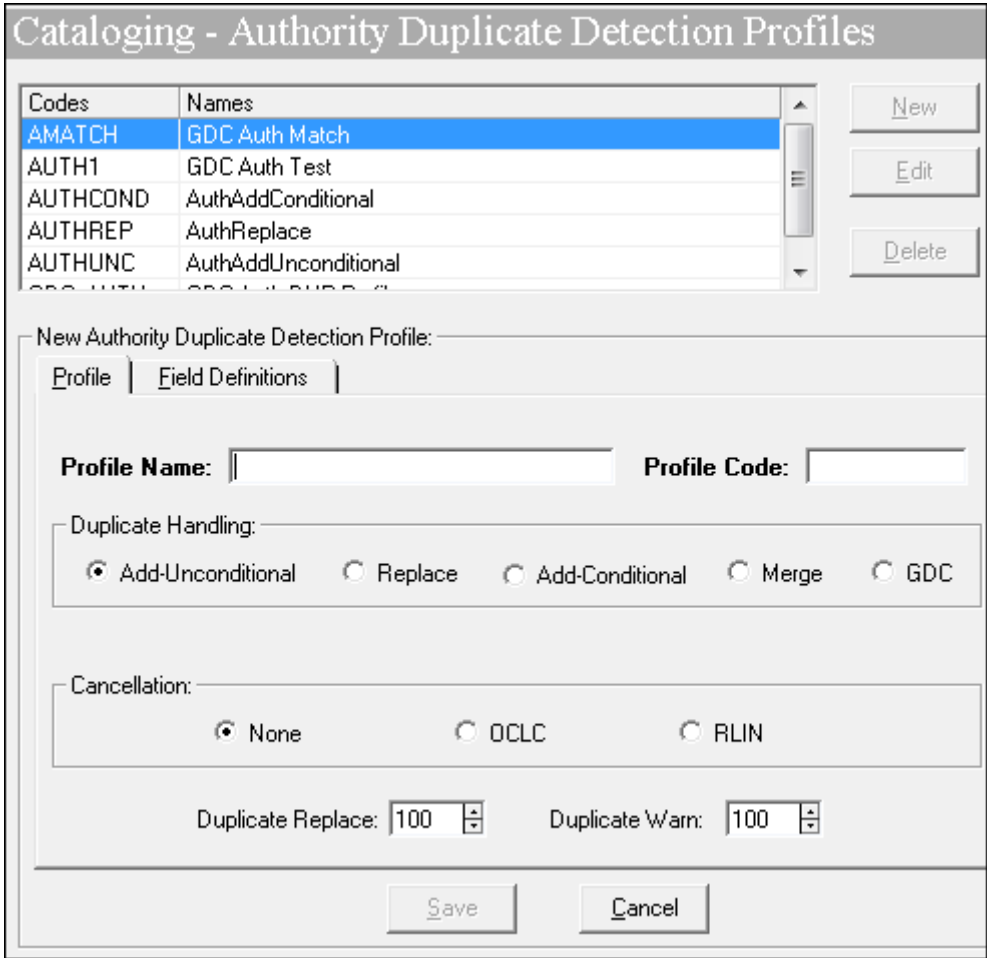 Cataloging - Authority Duplicate Detection Profiles
Codes Names
New
AMATCH GDC Auth Match
AUTH1 GDC Auth Test
Edit
AUTHCOND AuthAddConditional
AUTHREP AuthReplace
Delete
AUTHUNC AuthAddUnconditional
New Authority Duplicate Detection Profile:
Profile Field Definitions
Profile Name: Profile Code:
Duplicate Handling:
Add-Unconditional Replace Add-Conditional Merge GDC
Cancellation:
None OCLC RLIN
Duplicate Replace: 100 Duplicate Warn: 100
Save Cancel